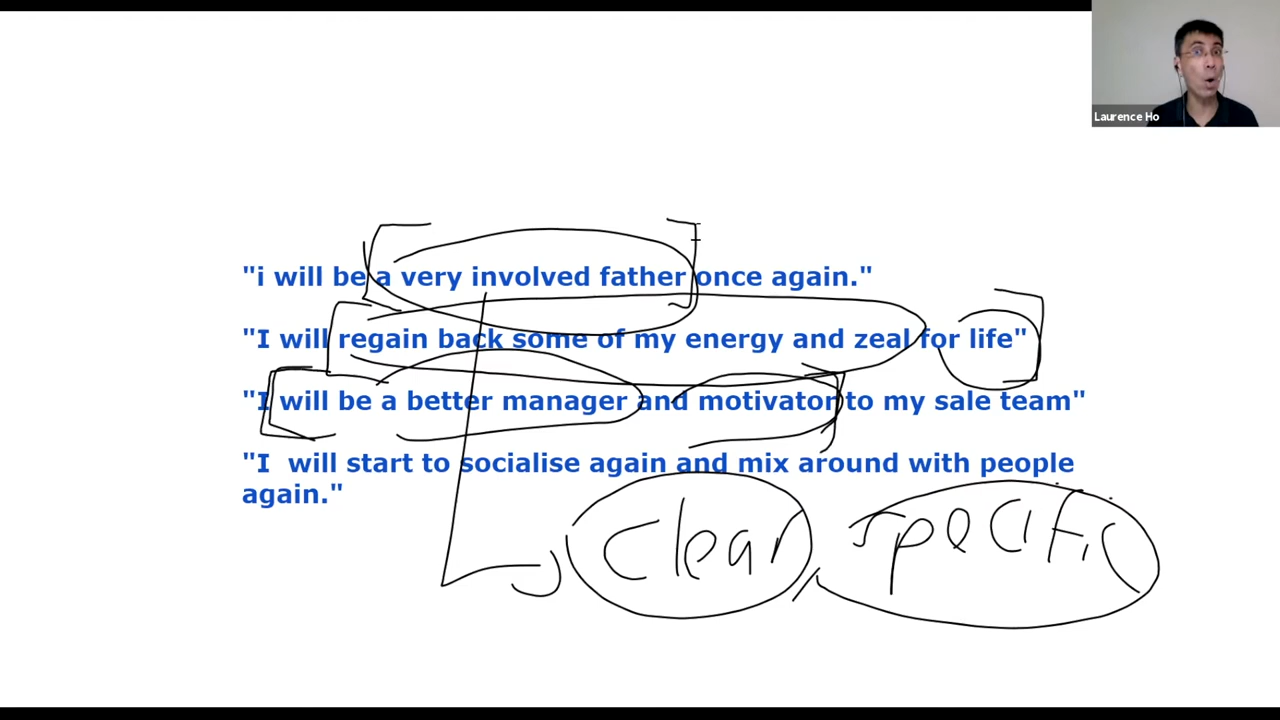 Laurence Ho
"i will be a very involved father once again."
"I will regain back some of my energy and zeal for life"
"I will be a better manager and motivator to my sale team"
"I  will start to socialise again and mix around with people
again."
clear, specific